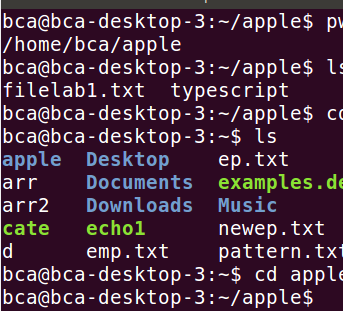 bca@bca-desktop-3:~/apple$ pw
/home/bca/apple
bca@bca-desktop-3:~/apple$ ls
filelab1.txt  typescript
bca@bca-desktop-3:~/apple$ cd
bca@bca-desktop-3:~$ ls
apple  Desktop    ep.txt
arr    Documents  examples.de
arr2   Downloads  Music
cate   echo1      newep.txt
d      emp.txt    pattern.txt
bca@bca-desktop-3:~$ cd apple
bca@bca-desktop-3:~/apple$